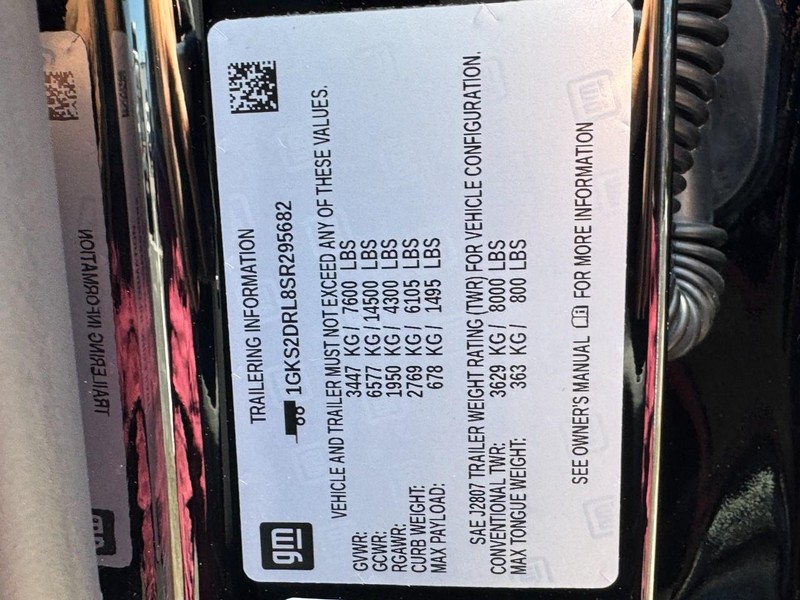 gm
TRAILERING INFORMATION
1GKS2DRL8SR295682
VEHICLE AND TRAILER MUST NOT EXCEED ANY OF THESE VALUES.
GVWR: 3447 KG / 7600 LBS
GCWR: 6577 KG / 14500 LBS
RGAWR: 1950 KG / 4300 LBS
CURB WEIGHT: 2769 KG / 6105 LBS
MAX PAYLOAD: 678 KG / 1495 LBS
SAE J2807 TRAILER WEIGHT RATING (TWR) FOR VEHICLE CONFIGURATION.
CONVENTIONAL TWR: 3629 KG / 8000 LBS
MAX TONGUE WEIGHT: 363 KG / 800 LBS
SEE OWNER'S MANUAL FOR MORE INFORMATION
TRAILERING INFORMATION
gm